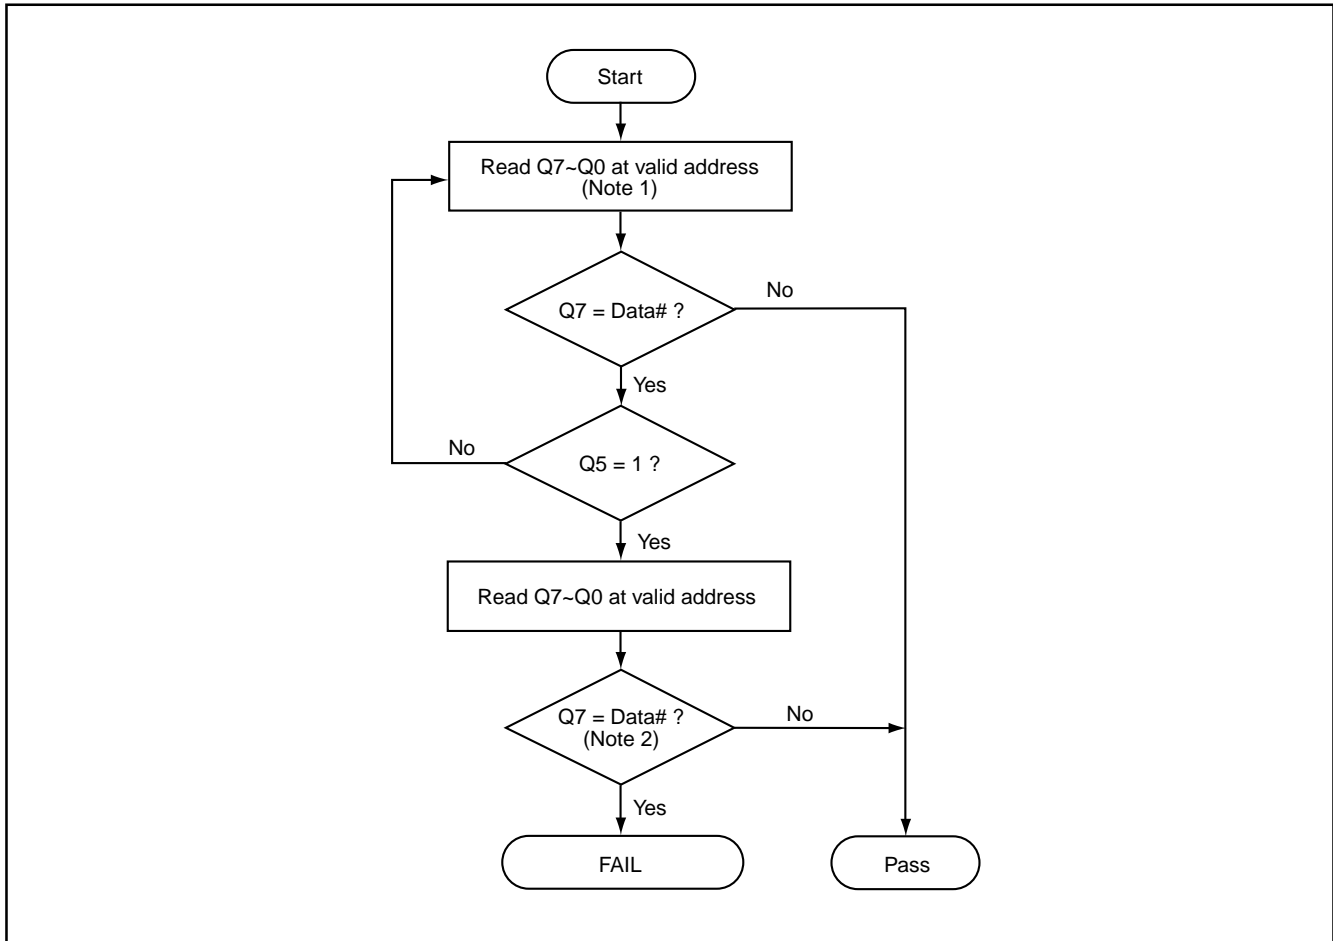 Start
Read Q7~Q0 at valid address
(Note 1)
Q7 = Data# ?
No
Yes
Q5 = 1 ?
No
Yes
Read Q7~Q0 at valid address
Q7 = Data# ?
(Note 2)
No
Yes
FAIL
Pass